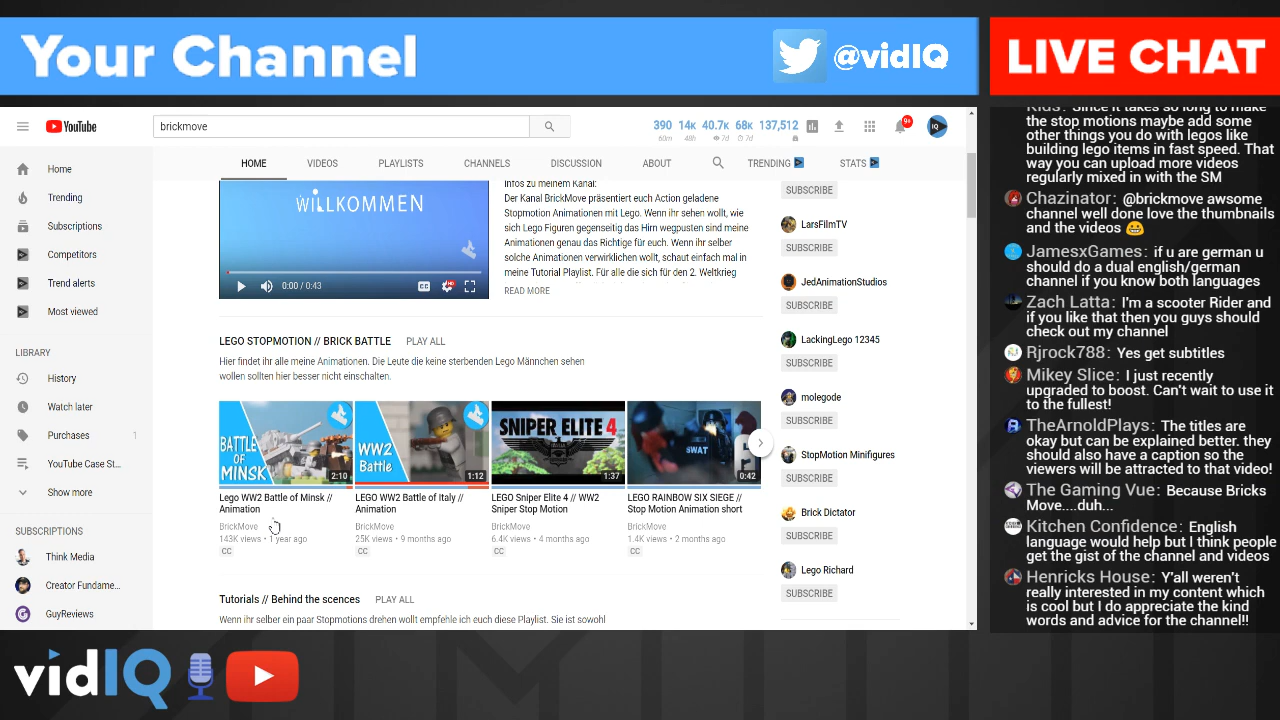 Your Channel
@vidIQ
LIVE CHAT
YouTube
brickmove
390 14K 40.7K 68K 137,512
60m 48h 7d 7d
9+
IQ
HOME VIDEOS PLAYLISTS CHANNELS DISCUSSION ABOUT TRENDING STATS
Home
Trending
Subscriptions
Competitors
Trend alerts
Most viewed
LIBRARY
History
Watch later
Purchases 1
YouTube Case St...
Show more
SUBSCRIPTIONS
Think Media
Creator Fundame...
GuyReviews
WILLKOMMEN
0:00 / 0:43
CC
HD
Infos zu meinem Kanal:
Der Kanal BrickMove präsentiert euch Action geladene
Stopmotion Animationen mit Lego. Wenn ihr sehen wollt, wie
sich Lego Figuren gegenseitig das Hirn wegpusten sind meine
Animationen genau das Richtige für euch. Wenn ihr selber
solche Animationen verwirklichen wollt, schaut einfach mal in
meine Tutorial Playlist. Für alle die sich für den 2. Weltkrieg
READ MORE
LEGO STOPMOTION // BRICK BATTLE PLAY ALL
Hier findet ihr alle meine Animationen. Die Leute die keine sterbenden Lego Männchen sehen
wollen sollten hier besser nicht einschalten.
BATTLE
OF
MINSK
2:10
WW2
Battle
1:12
SNIPER ELITE 4
1:37
SWAT
0:42
Lego WW2 Battle of Minsk //
Animation
BrickMove
143K views • 1 year ago
CC
LEGO WW2 Battle of Italy //
Animation
BrickMove
25K views • 9 months ago
CC
LEGO Sniper Elite 4 // WW2
Sniper Stop Motion
BrickMove
6.4K views • 4 months ago
CC
LEGO RAINBOW SIX SIEGE //
Stop Motion Animation short
BrickMove
1.4K views • 2 months ago
CC
Tutorials // Behind the scences PLAY ALL
Wenn ihr selber ein paar Stopmotions drehen wollt empfehle ich euch diese Playlist. Sie ist sowohl
SUBSCRIBE
LarsFilmTV
SUBSCRIBE
JedAnimationStudios
SUBSCRIBE
LackingLego 12345
SUBSCRIBE
molegode
SUBSCRIBE
StopMotion Minifigures
SUBSCRIBE
Brick Dictator
SUBSCRIBE
Lego Richard
SUBSCRIBE
Kids: Since it takes so long to make
the stop motions maybe add some
other things you do with legos like
building lego items in fast speed. That
way you can upload more videos
regularly mixed in with the SM
Chazinator: @brickmove awsome
channel well done love the thumbnails
and the videos
JamesxGames: if u are german u
should do a dual english/german
channel if you know both languages
Zach Latta: I'm a scooter Rider and
if you like that then you guys should
check out my channel
Rjrock788: Yes get subtitles
Mikey Slice: I just recently
upgraded to boost. Can't wait to use it
to the fullest!
TheArnoldPlays: The titles are
okay but can be explained better. they
should also have a caption so the
viewers will be attracted to that video!
The Gaming Vue: Because Bricks
Move....duh...
Kitchen Confidence: English
language would help but I think people
get the gist of the channel and videos
Henricks House: Y'all weren't
really interested in my content which
is cool but I do appreciate the kind
words and advice for the channel!!
vidIQ